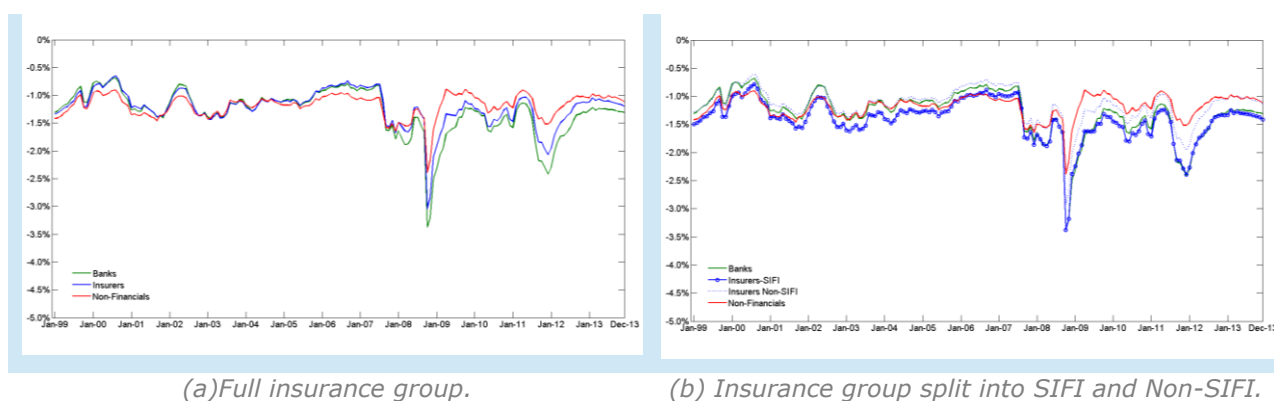 0%
-0.5%
-1.0%
-1.5%
-2.0%
-2.5%
-3.0%
-3.5%
-4.0%
-4.5%
-5.0%
Banks
Insurers
Non-Financials
Jan-99 Jan-00 Jan-01 Jan-02 Jan-03 Jan-04 Jan-05 Jan-06 Jan-07 Jan-08 Jan-09 Jan-10 Jan-11 Jan-12 Jan-13 Dec-13
(a)Full insurance group.
0%
-0.5%
-1.0%
-1.5%
-2.0%
-2.5%
-3.0%
-3.5%
-4.0%
-4.5%
-5.0%
Banks
Insurers-SIFI
Insurers Non-SIFI
Non-Financials
Jan-99 Jan-00 Jan-01 Jan-02 Jan-03 Jan-04 Jan-05 Jan-06 Jan-07 Jan-08 Jan-09 Jan-10 Jan-11 Jan-12 Jan-13 Dec-13
(b) Insurance group split into SIFI and Non-SIFI.